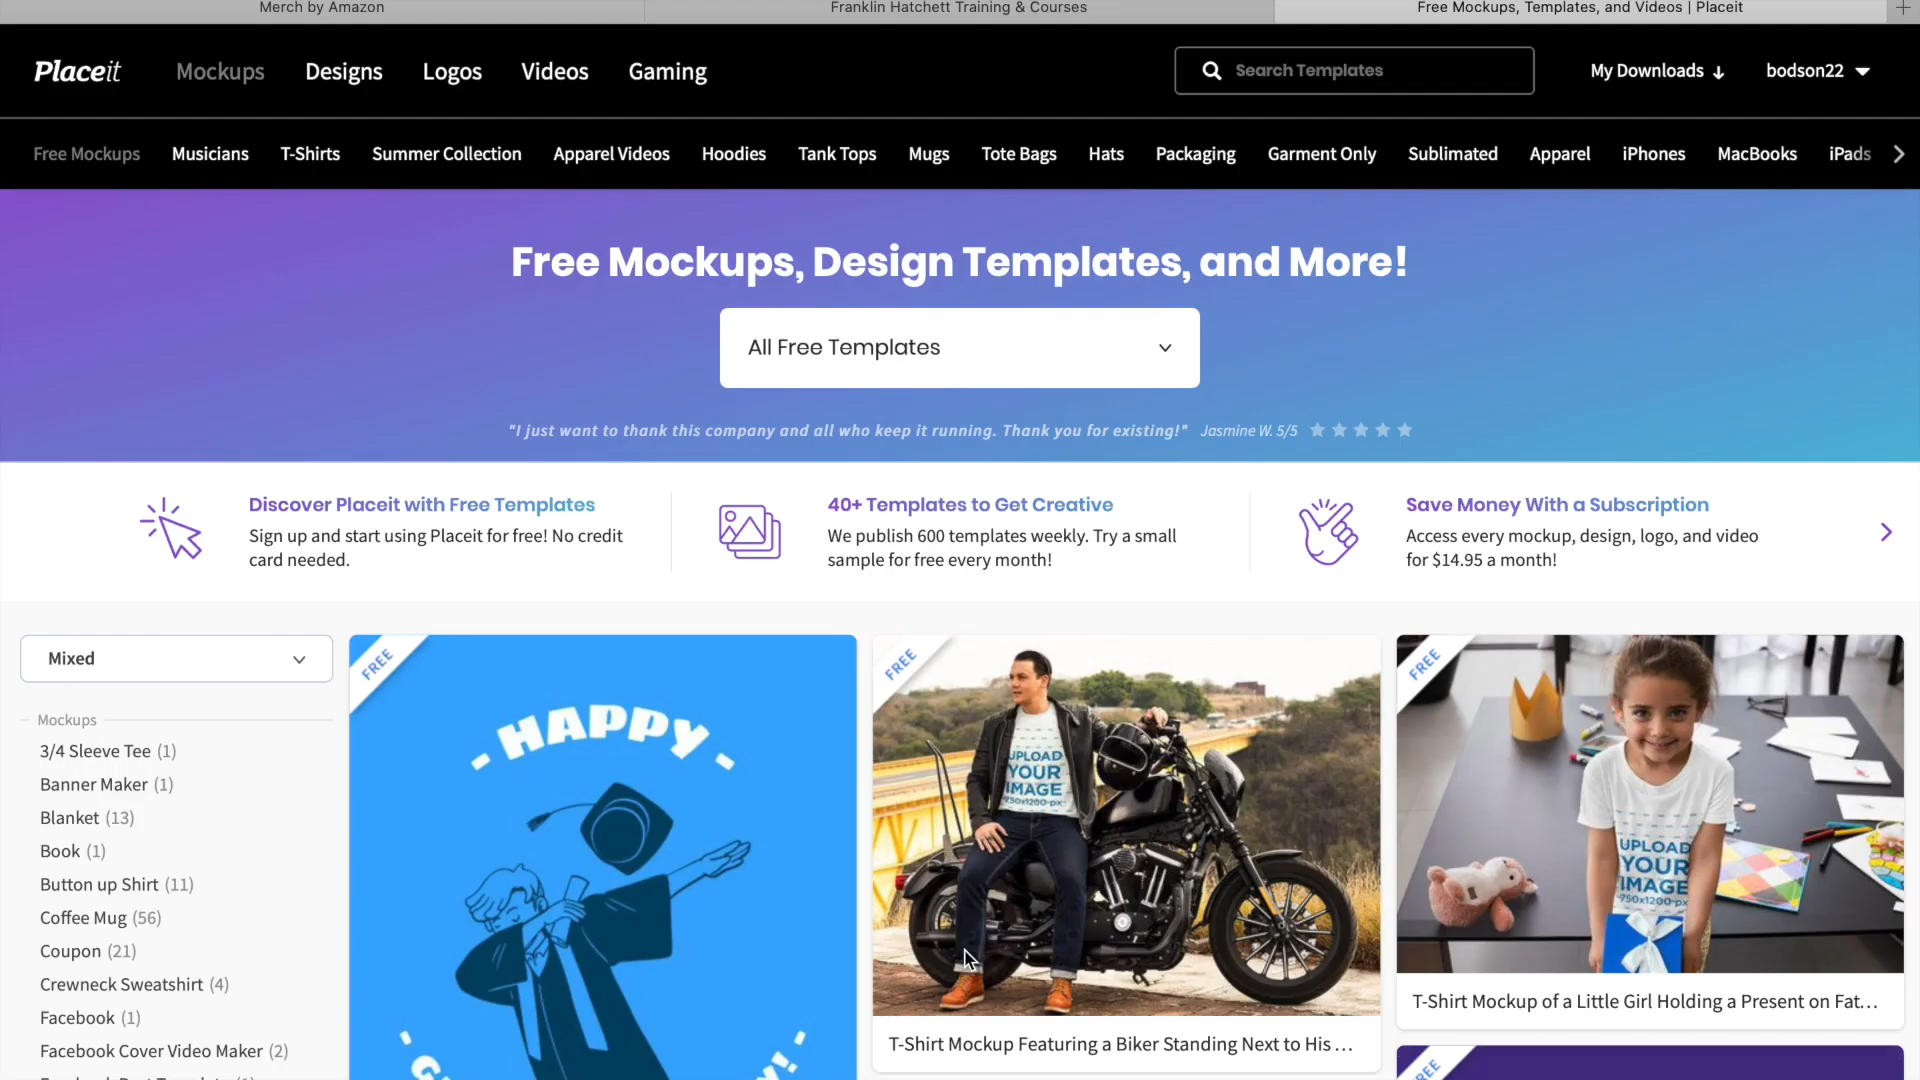 Merch by Amazon
Franklin Hatchett Training & Courses
Free Mockups, Templates, and Videos | Placeit
Placeit
Mockups
Designs
Logos
Videos
Gaming
Search Templates
My Downloads
bodson22
Free Mockups
Musicians
T-Shirts
Summer Collection
Apparel Videos
Hoodies
Tank Tops
Mugs
Tote Bags
Hats
Packaging
Garment Only
Sublimated
Apparel
iPhones
MacBooks
iPads
Free Mockups, Design Templates, and More!
All Free Templates
"I just want to thank this company and all who keep it running. Thank you for existing!" Jasmine W. 5/5
Discover Placeit with Free Templates
Sign up and start using Placeit for free! No credit
card needed.
40+ Templates to Get Creative
We publish 600 templates weekly. Try a small
sample for free every month!
Save Money With a Subscription
Access every mockup, design, logo, and video
for $14.95 a month!
Mixed
Mockups
3/4 Sleeve Tee (1)
Banner Maker (1)
Blanket (13)
Book (1)
Button up Shirt (11)
Coffee Mug (56)
Coupon (21)
Crewneck Sweatshirt (4)
Facebook (1)
Facebook Cover Video Maker (2)
FREE
HAPPY
FREE
UPLOAD
YOUR
IMAGE
750x1200-px
T-Shirt Mockup Featuring a Biker Standing Next to His ...
FREE
UPLOAD
YOUR
IMAGE
750x1200-px
T-Shirt Mockup of a Little Girl Holding a Present on Fat...
FREE